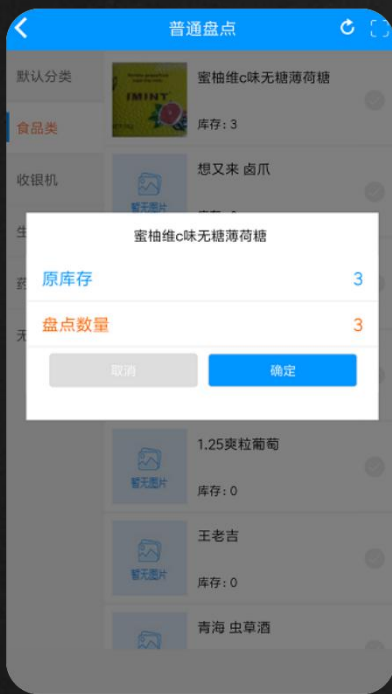 普通盘点
默认分类
食品类
收银机
生
药
无
IMINT
蜜柚维c味无糖薄荷糖
库存: 3
想又来 卤爪
暂无图片
蜜柚维c味无糖薄荷糖
原库存 3
盘点数量 3
取消 确定
1.25爽粒葡萄
暂无图片
库存: 0
王老吉
暂无图片
库存: 0
青海 虫草酒